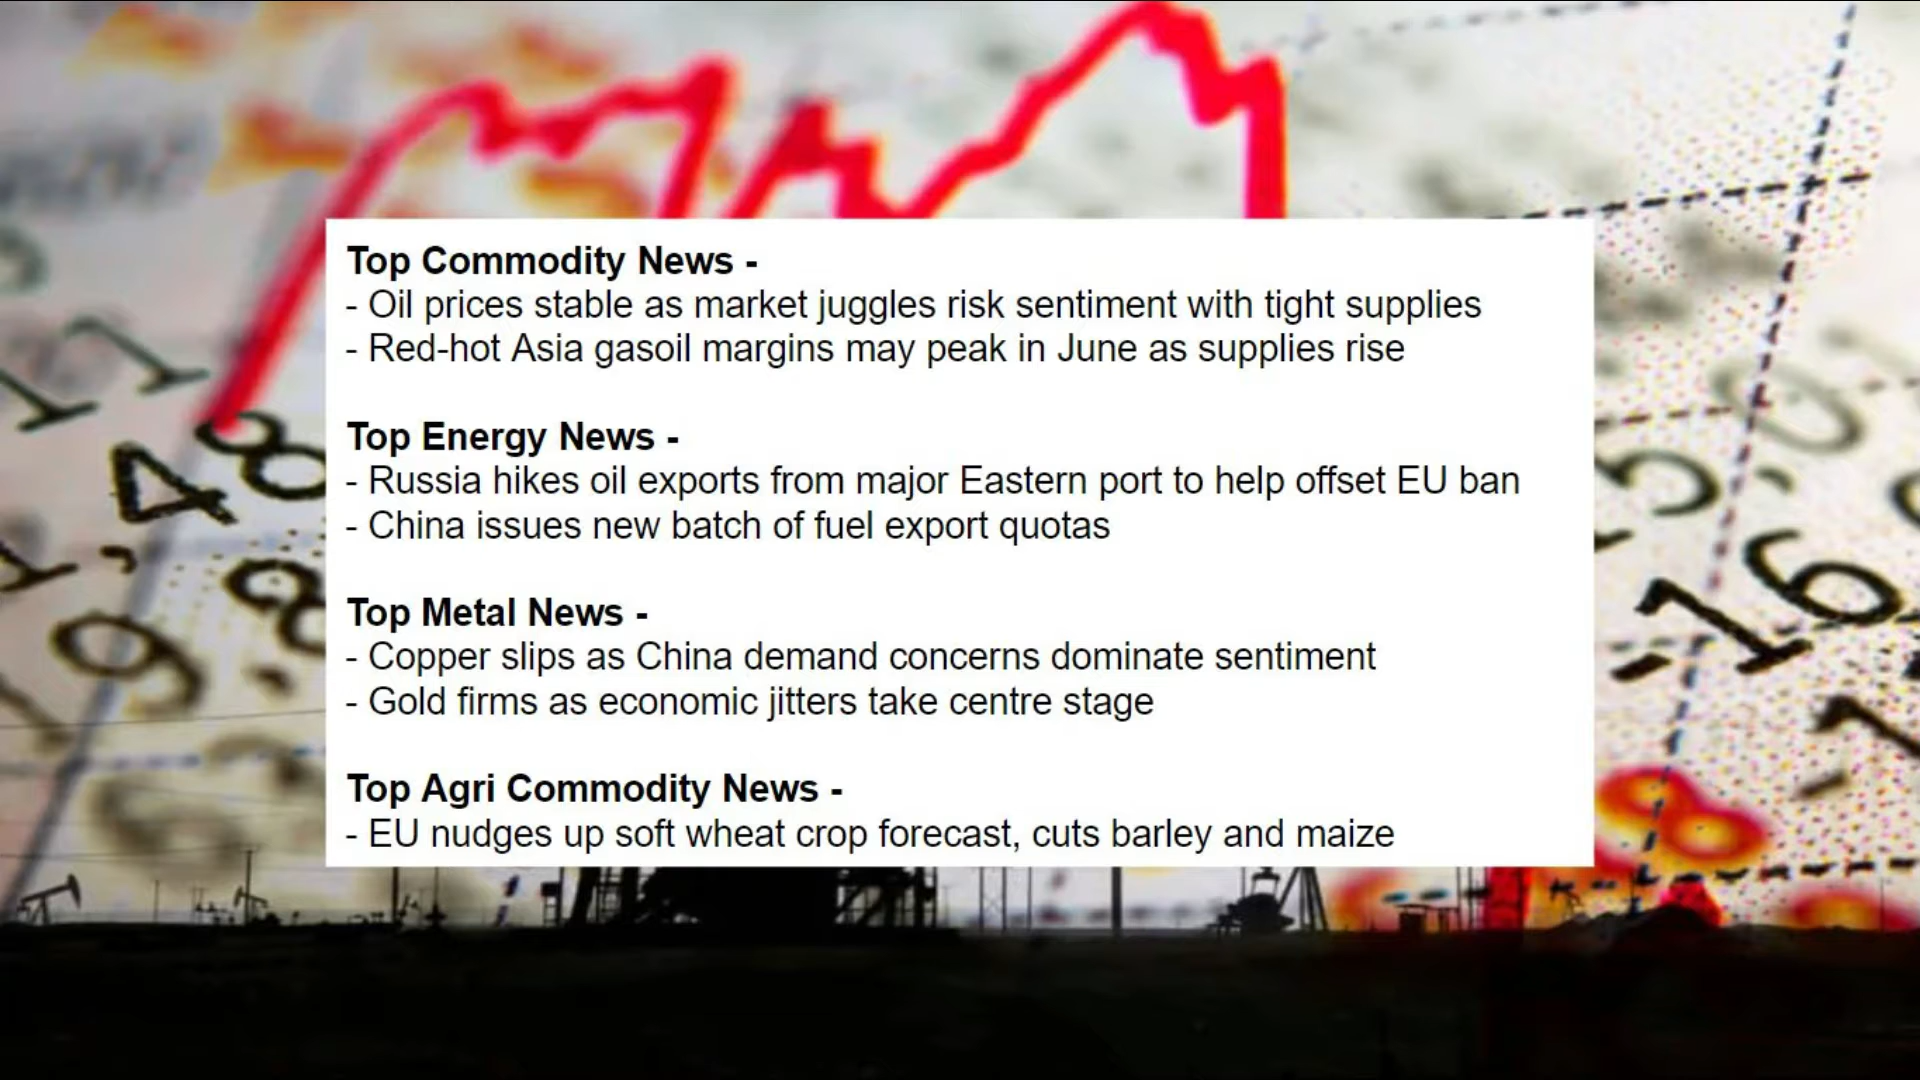 Top Commodity News -
- Oil prices stable as market juggles risk sentiment with tight supplies
- Red-hot Asia gasoil margins may peak in June as supplies rise
Top Energy News -
- Russia hikes oil exports from major Eastern port to help offset EU ban
- China issues new batch of fuel export quotas
Top Metal News -
- Copper slips as China demand concerns dominate sentiment
- Gold firms as economic jitters take centre stage
Top Agri Commodity News -
- EU nudges up soft wheat crop forecast, cuts barley and maize